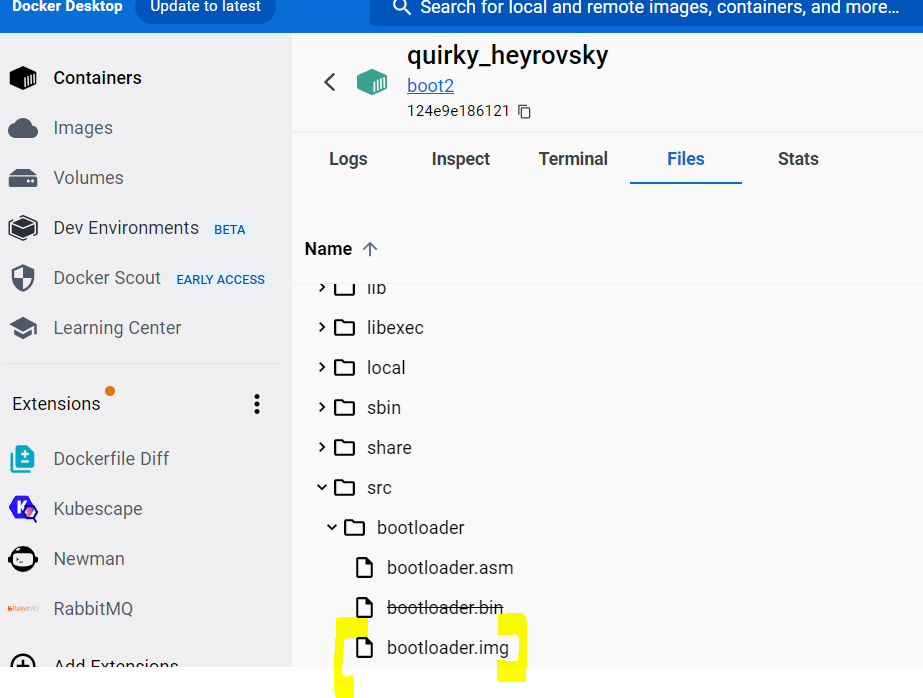 Docker Desktop
Update to latest
Search for local and remote images, containers, and more...
Containers
Images
Volumes
Dev Environments BETA
Docker Scout EARLY ACCESS
Learning Center
Extensions
Dockerfile Diff
Kubescape
Newman
RabbitMQ
RabbitMQ
Add Extensions
quirky_heyrovsky
boot2
124e9e186121
Logs
Inspect
Terminal
Files
Stats
Name
lib
libexec
local
sbin
share
src
bootloader
bootloader.asm
bootloader.bin
bootloader.img